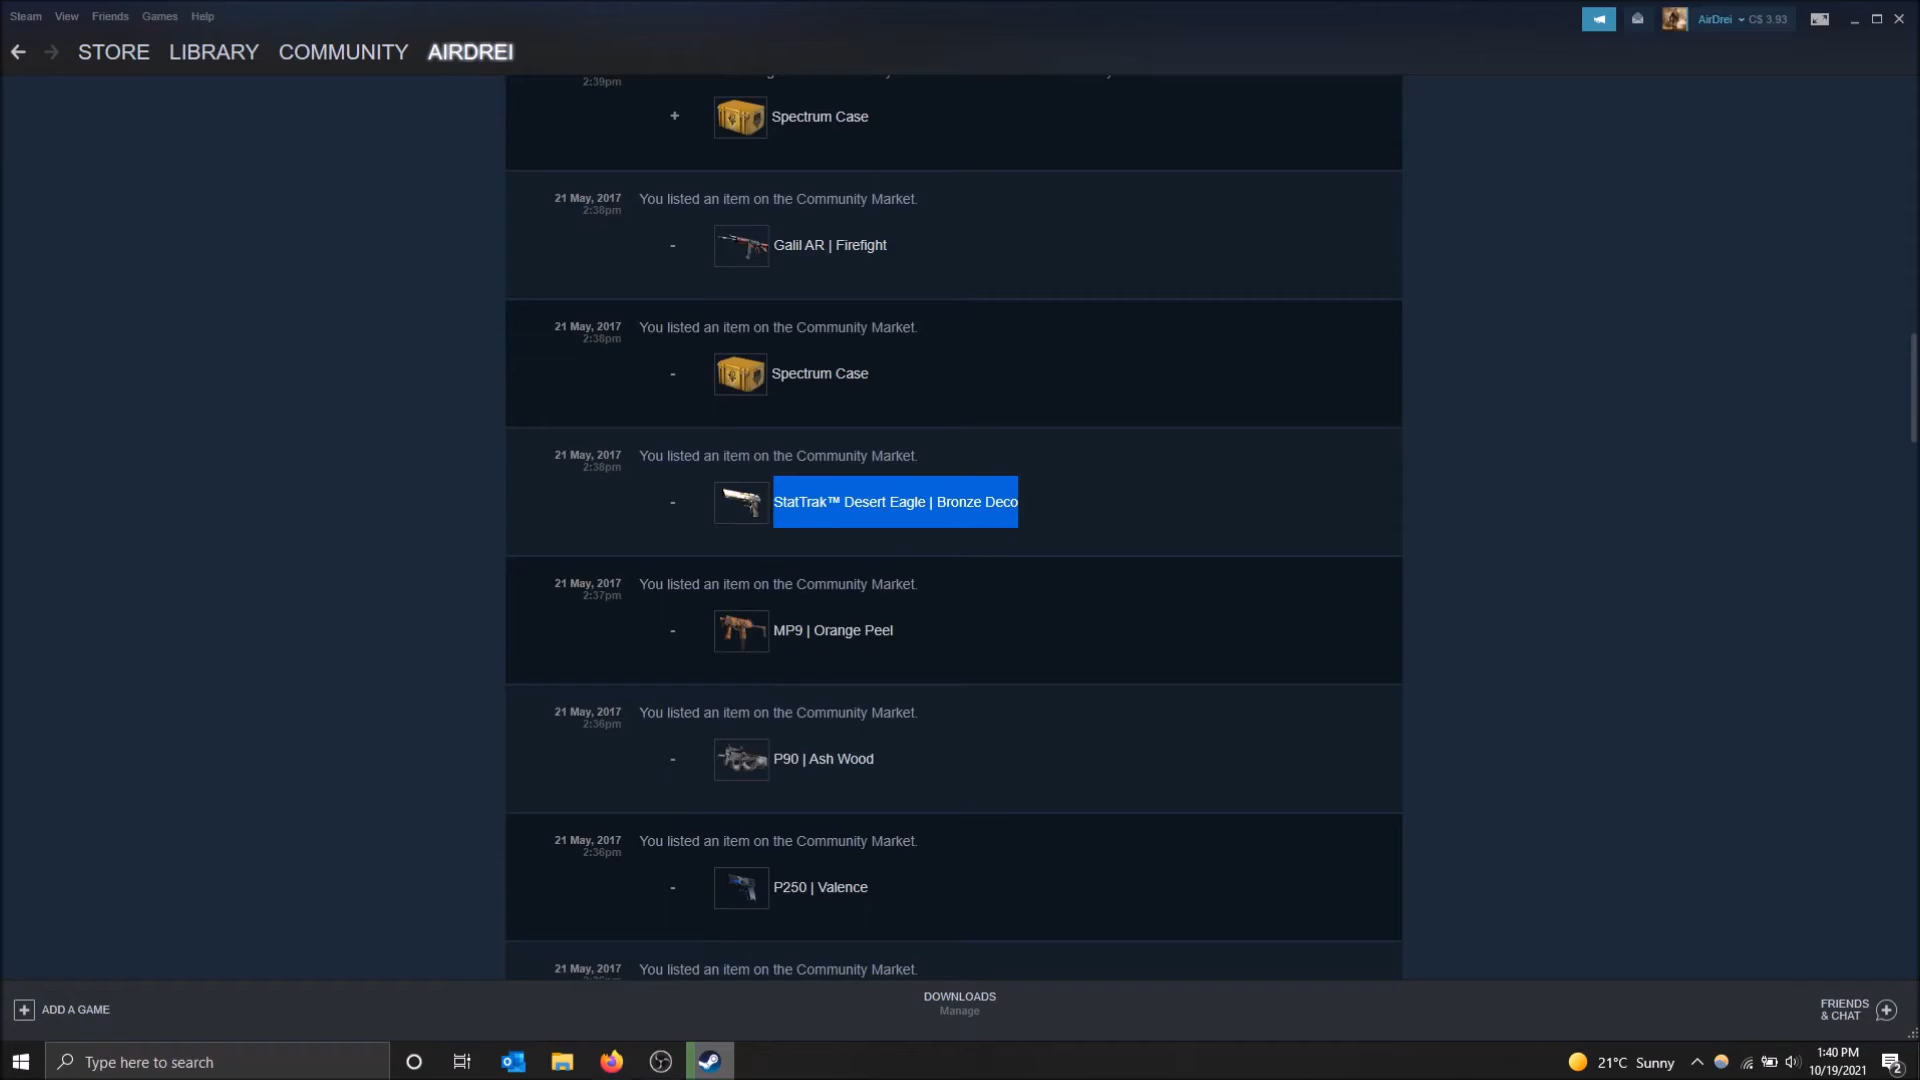 Steam View Friends Games Help
AirDrei C$ 3.93
STORE LIBRARY COMMUNITY AIRDREI
2:39pm
+ Spectrum Case
21 May, 2017 You listed an item on the Community Market.
2:38pm
- Galil AR | Firefight
21 May, 2017 You listed an item on the Community Market.
2:38pm
- Spectrum Case
21 May, 2017 You listed an item on the Community Market.
2:38pm
- StatTrak™ Desert Eagle | Bronze Deco
21 May, 2017 You listed an item on the Community Market.
2:37pm
- MP9 | Orange Peel
21 May, 2017 You listed an item on the Community Market.
2:36pm
- P90 | Ash Wood
21 May, 2017 You listed an item on the Community Market.
2:36pm
- P250 | Valence
21 May, 2017 You listed an item on the Community Market.
ADD A GAME
DOWNLOADS
Manage
FRIENDS
& CHAT
Type here to search
21°C Sunny
1:40 PM
10/19/2021
2